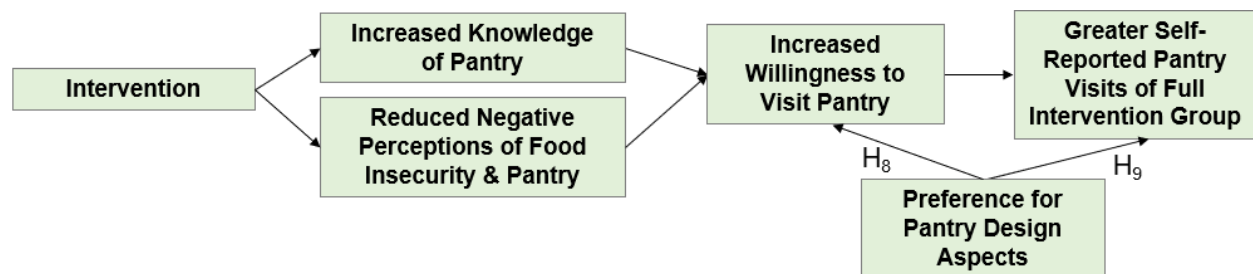 Intervention
Increased Knowledge
of Pantry
Reduced Negative
Perceptions of Food
Insecurity & Pantry
Increased
Willingness to
Visit Pantry
Greater Self-
Reported Pantry
Visits of Full
Intervention Group
H₈
H₉
Preference for
Pantry Design
Aspects